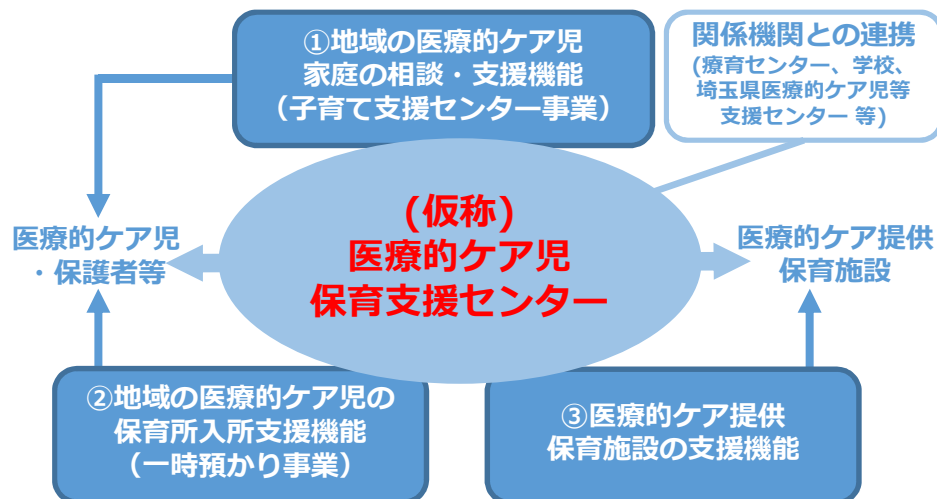 ①地域の医療的ケア児
家庭の相談・支援機能
（子育て支援センター事業）
関係機関との連携
(療育センター、学校、
埼玉県医療的ケア児等
支援センター 等)
(仮称)
医療的ケア児
保育支援センター
医療的ケア児
・保護者等
医療的ケア提供
保育施設
②地域の医療的ケア児の
保育所入所支援機能
（一時預かり事業）
③医療的ケア提供
保育施設の支援機能